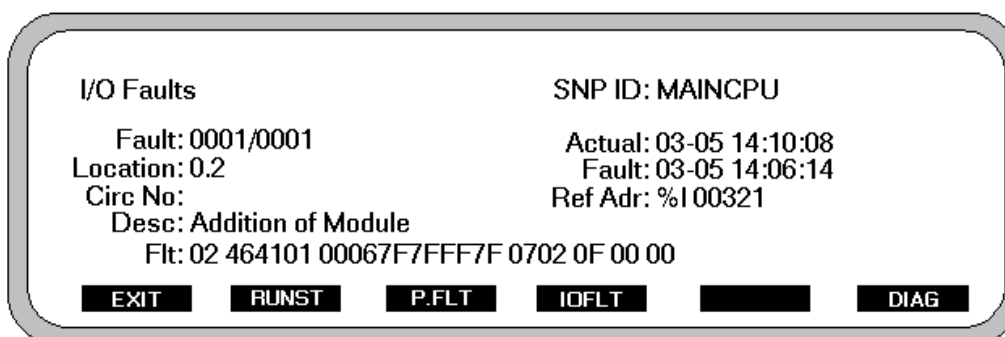 I/O Faults SNP ID: MAINCPU
Fault: 0001/0001 Actual: 03-05 14:10:08
Location: 0.2 Fault: 03-05 14:06:14
Circ No: Ref Adr: %I 00321
Desc: Addition of Module
Flt: 02 464101 00067F7FFF7F 0702 0F 00 00
EXIT RUNST P.FLT IOFLT DIAG